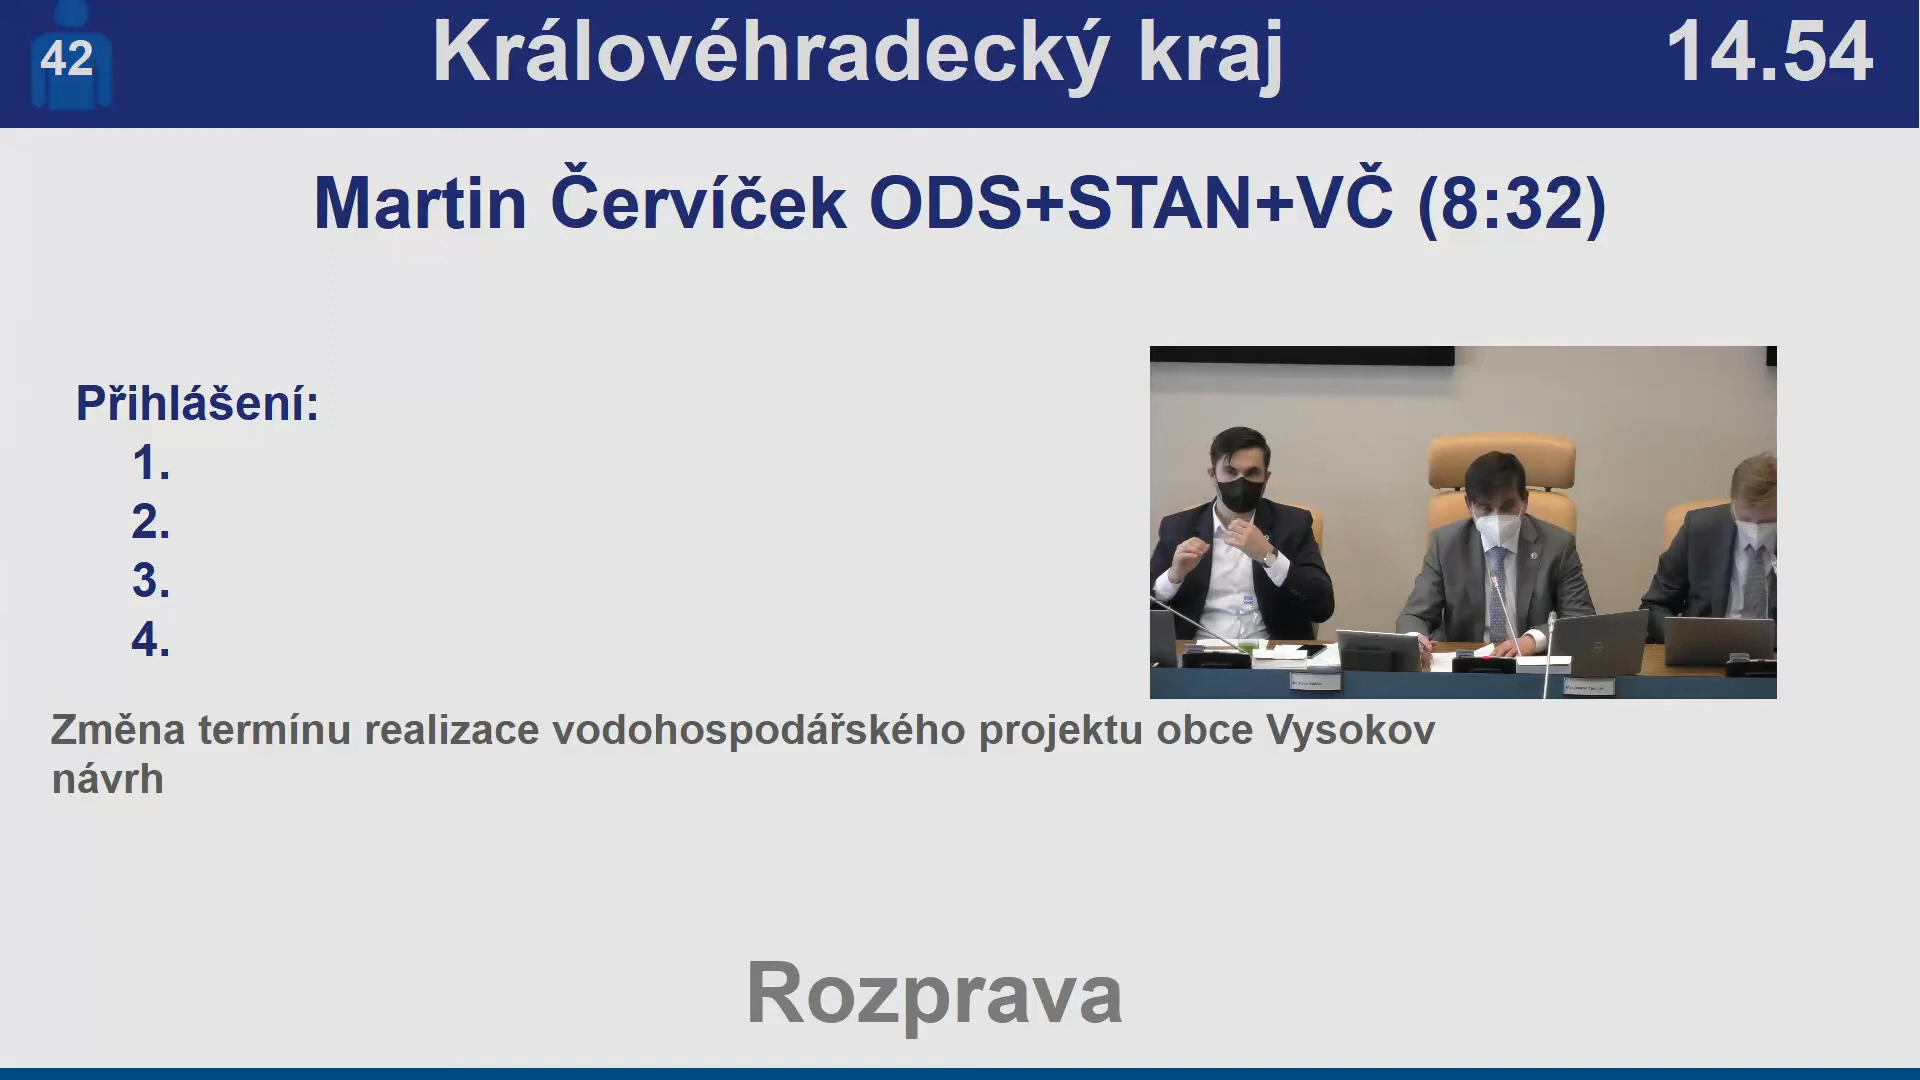 42
Královéhradecký kraj
14.54
Martin Červíček ODS+STAN+VČ (8:32)
Přihlášení:
1.
2.
3.
4.
Změna termínu realizace vodohospodářského projektu obce Vysokov
návrh
Rozprava